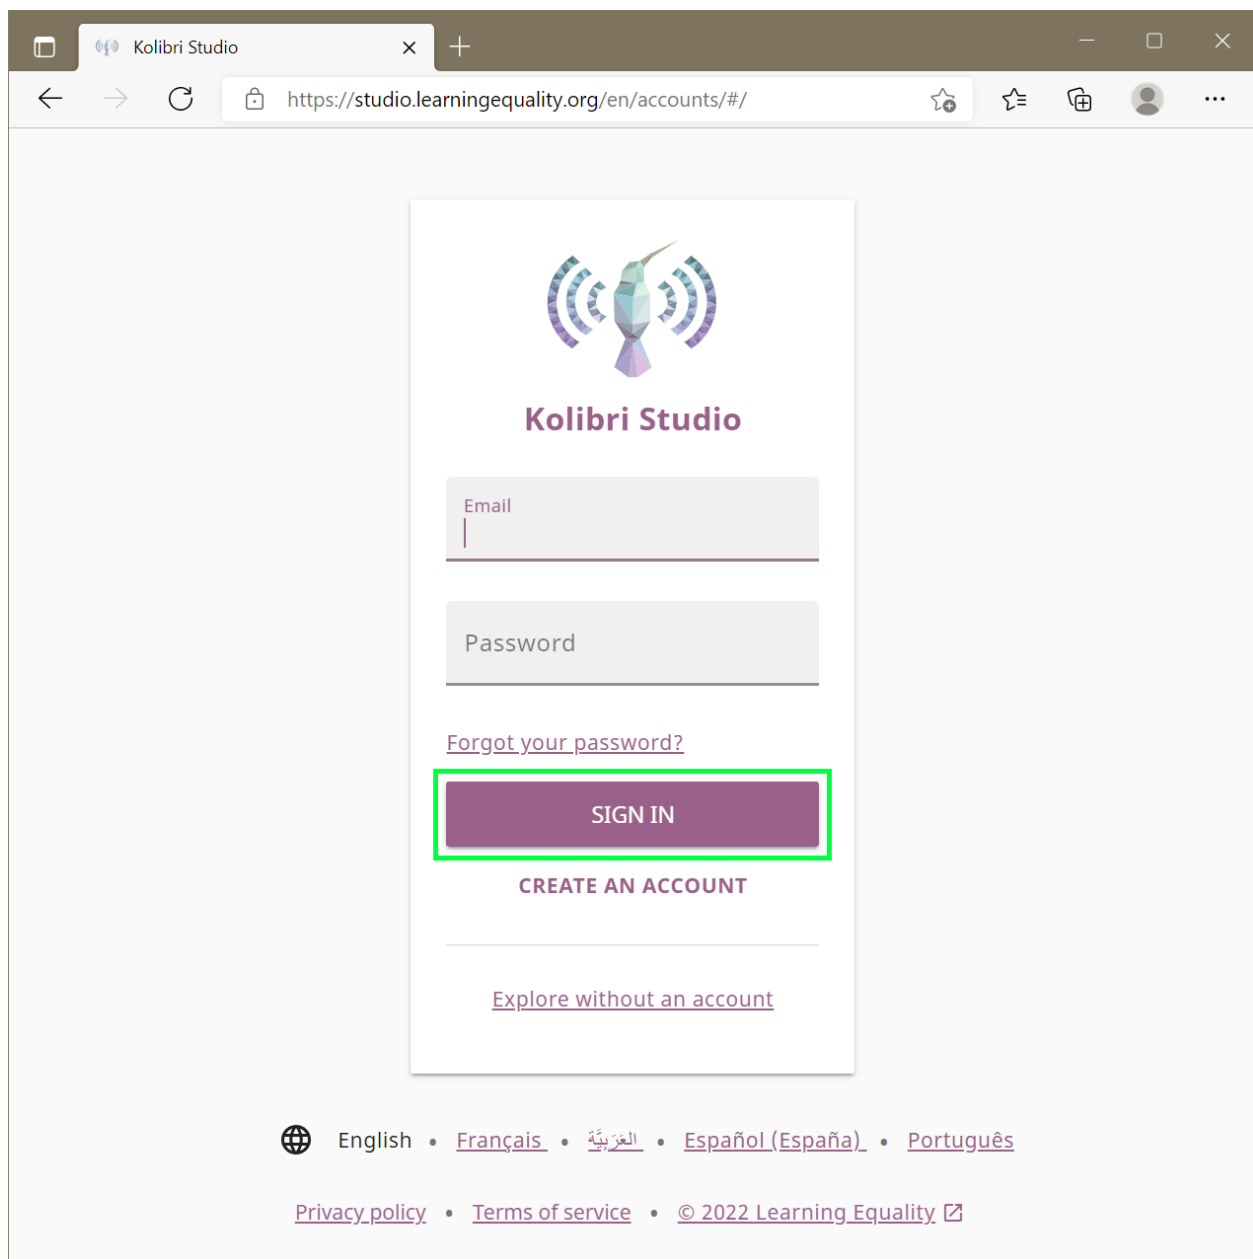 Kolibri Studio
https://studio.learningequality.org/en/accounts/#/
Kolibri Studio
Email
Password
Forgot your password?
SIGN IN
CREATE AN ACCOUNT
Explore without an account
English • Français • العَرَبِيَّة • Español (España) • Português
Privacy policy • Terms of service • © 2022 Learning Equality